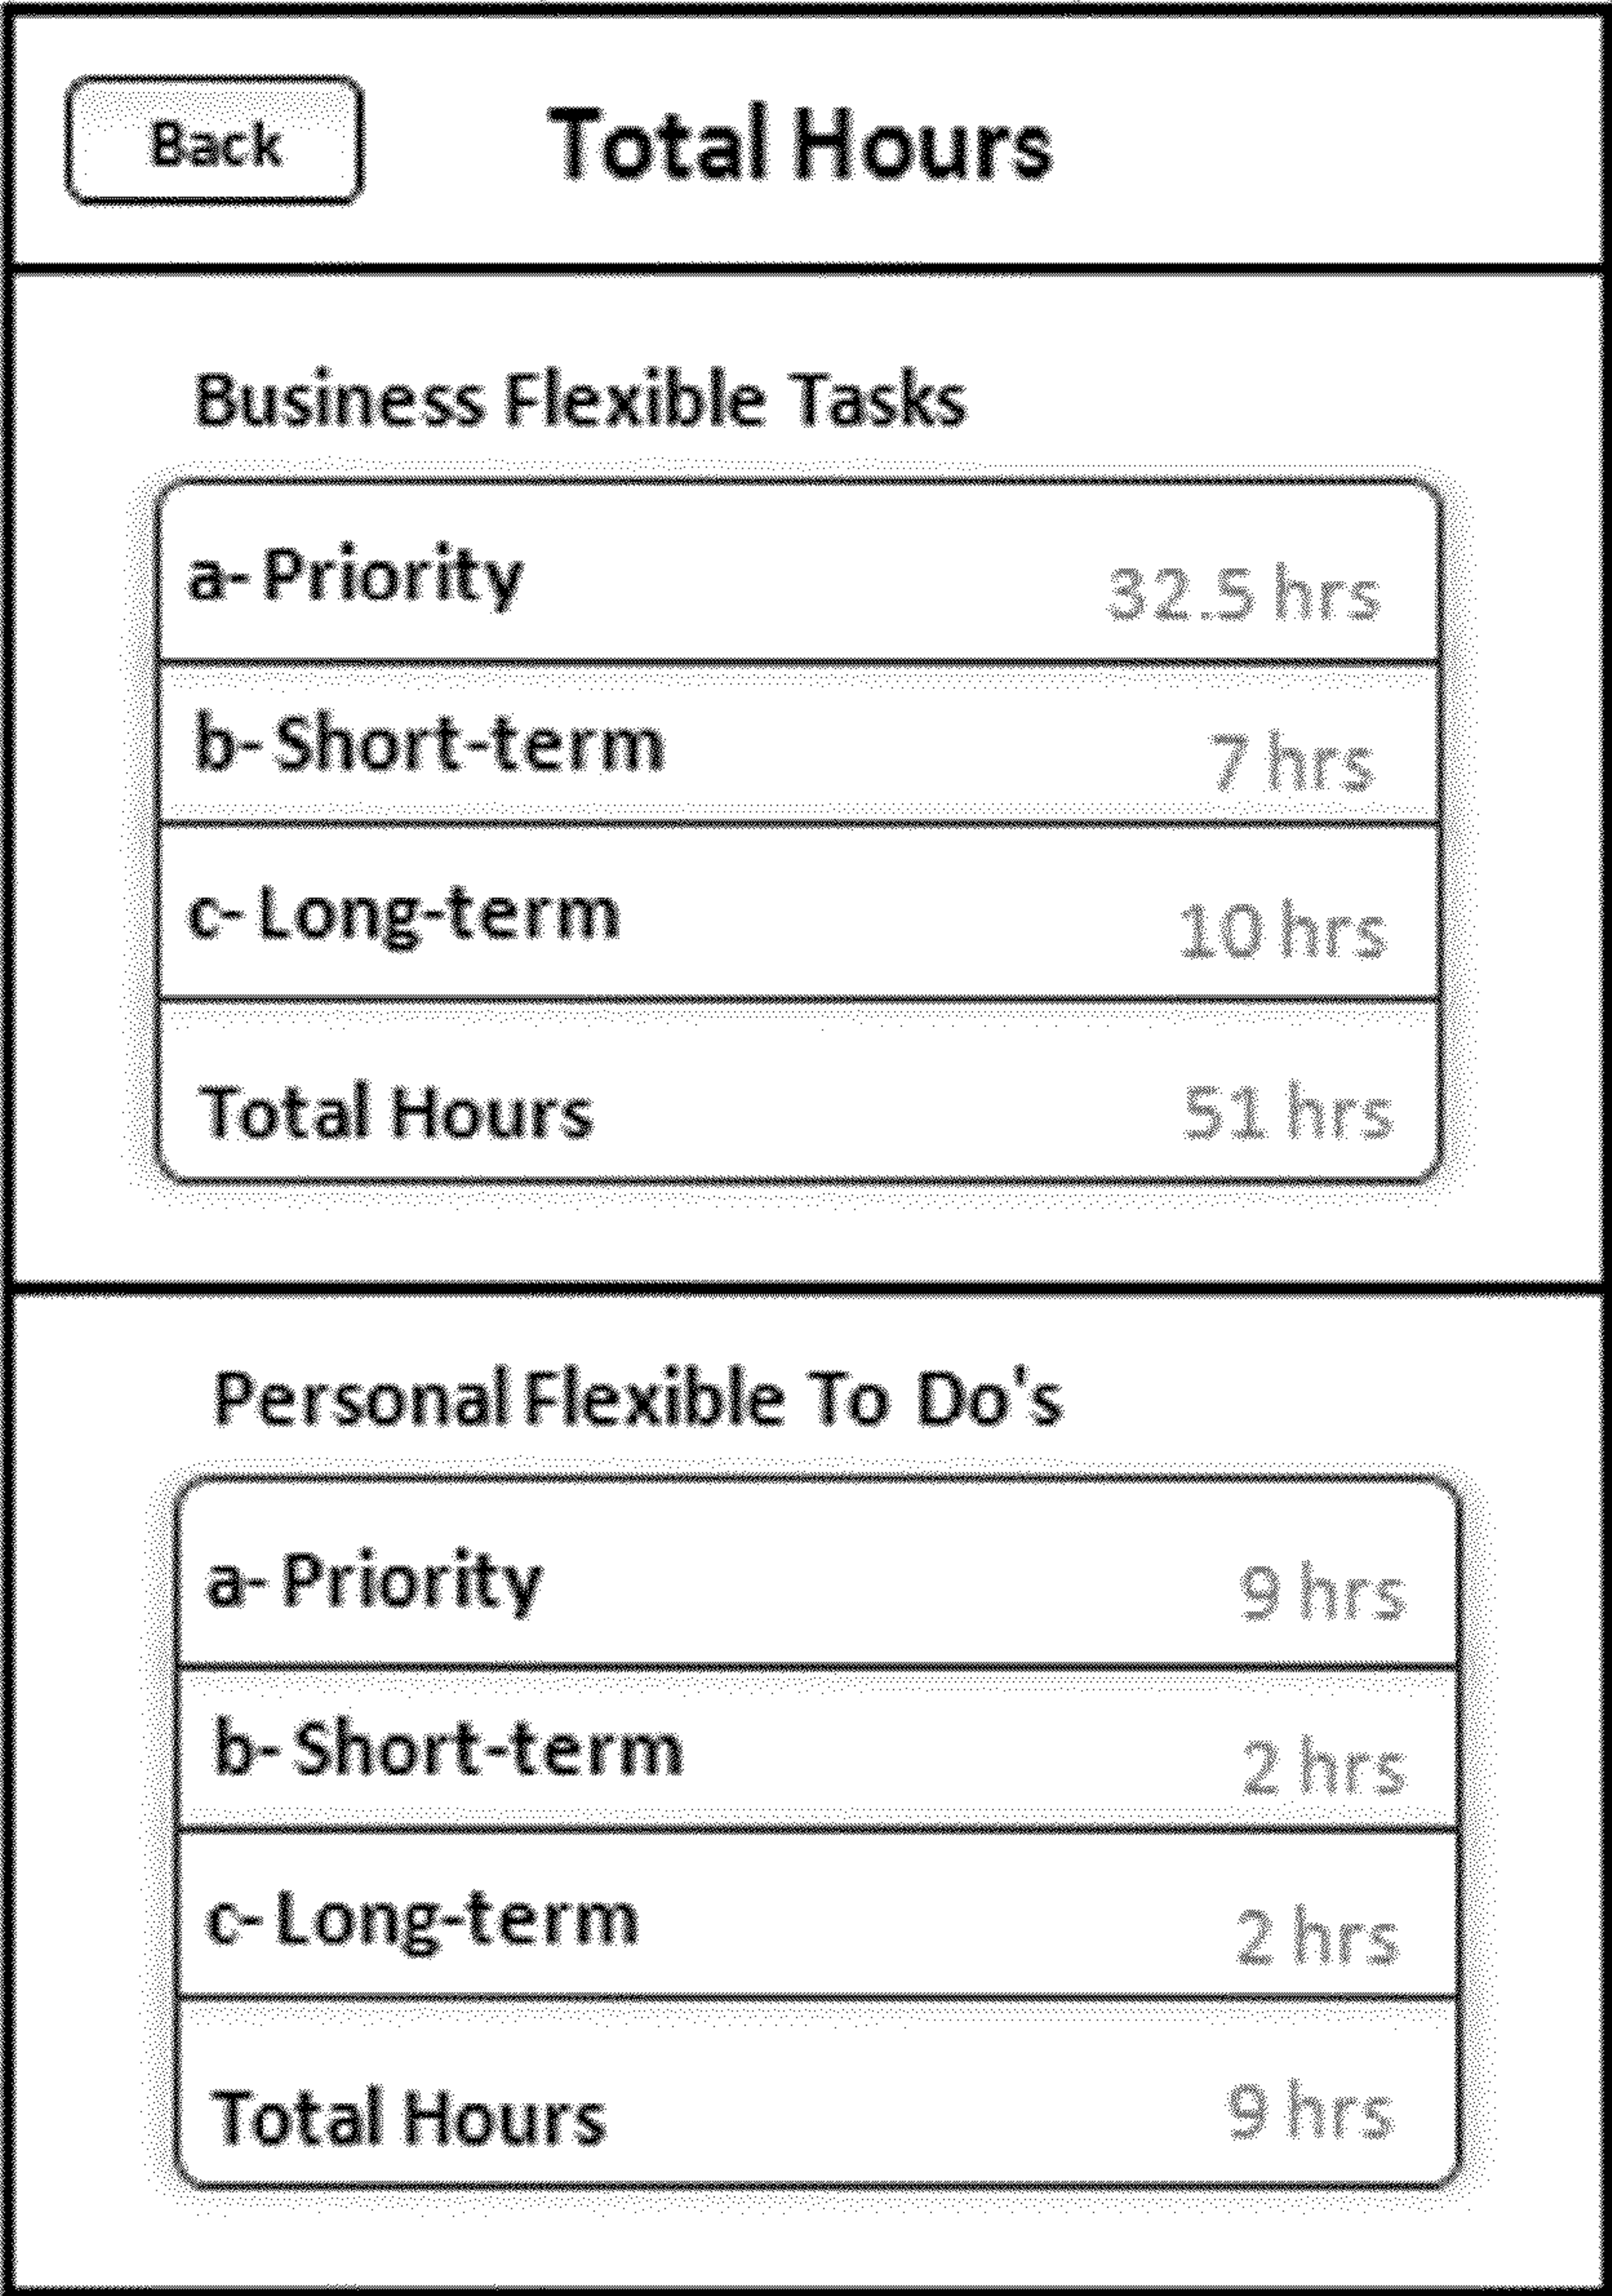 Back Total Hours
Business Flexible Tasks
a- Priority 32.5 hrs
b- Short-term 7 hrs
c- Long-term 10 hrs
Total Hours 51 hrs
Personal Flexible To Do's
a- Priority 9 hrs
b- Short-term 2 hrs
c- Long-term 2 hrs
Total Hours 9 hrs